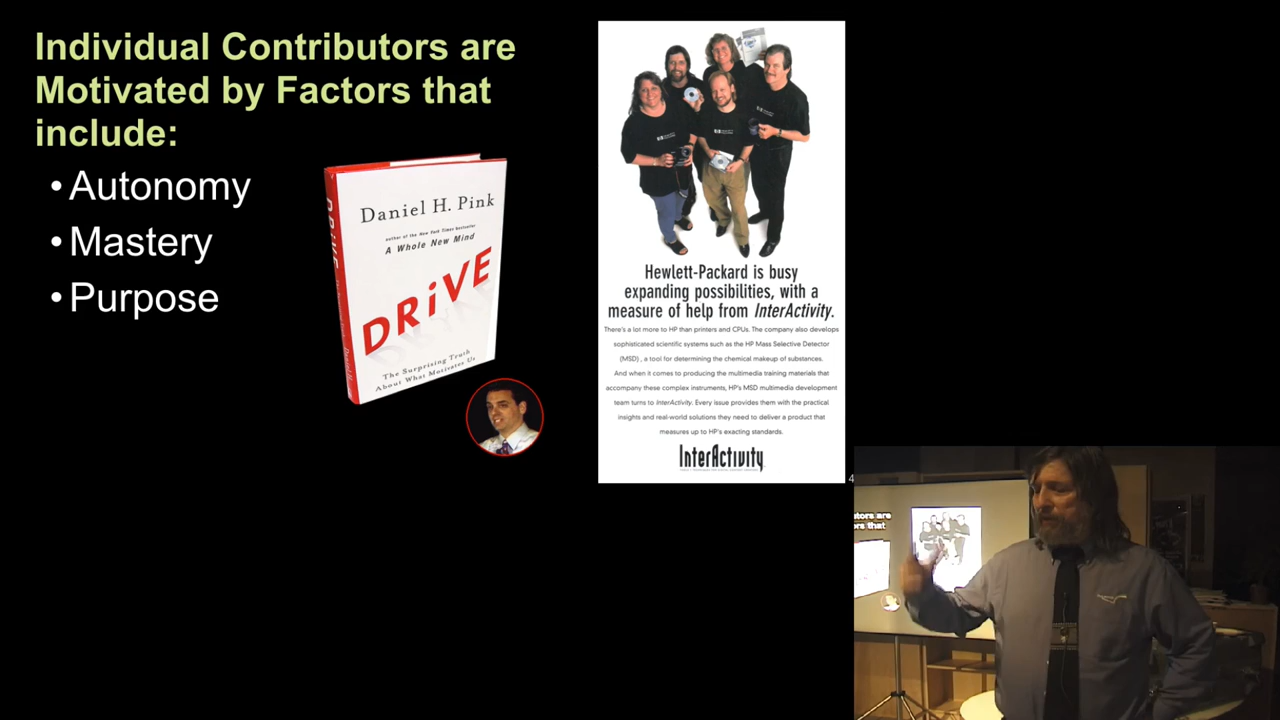 Individual Contributors are
Motivated by Factors that
include:
•Autonomy
•Mastery
•Purpose
DRiVE
Daniel H. Pink
author of the New York Times bestseller
A Whole New Mind
DRiVE
The Surprising Truth
About What Motivates Us
Hewlett-Packard is busy
expanding possibilities, with a
measure of help from InterActivity.
There's a lot more to HP than printers and CPUs. The company also develops
sophisticated scientific systems such as the HP Mass Selective Detector
(MSD) , a tool for determining the chemical makeup of substances.
And when it comes to producing the multimedia training materials that
accompany these complex instruments, HP's MSD multimedia development
team turns to InterActivity. Every issue provides them with the practical
insights and real-world solutions they need to deliver a product that
measures up to HP's exacting standards.
InterActivity
4
tors are
rs that